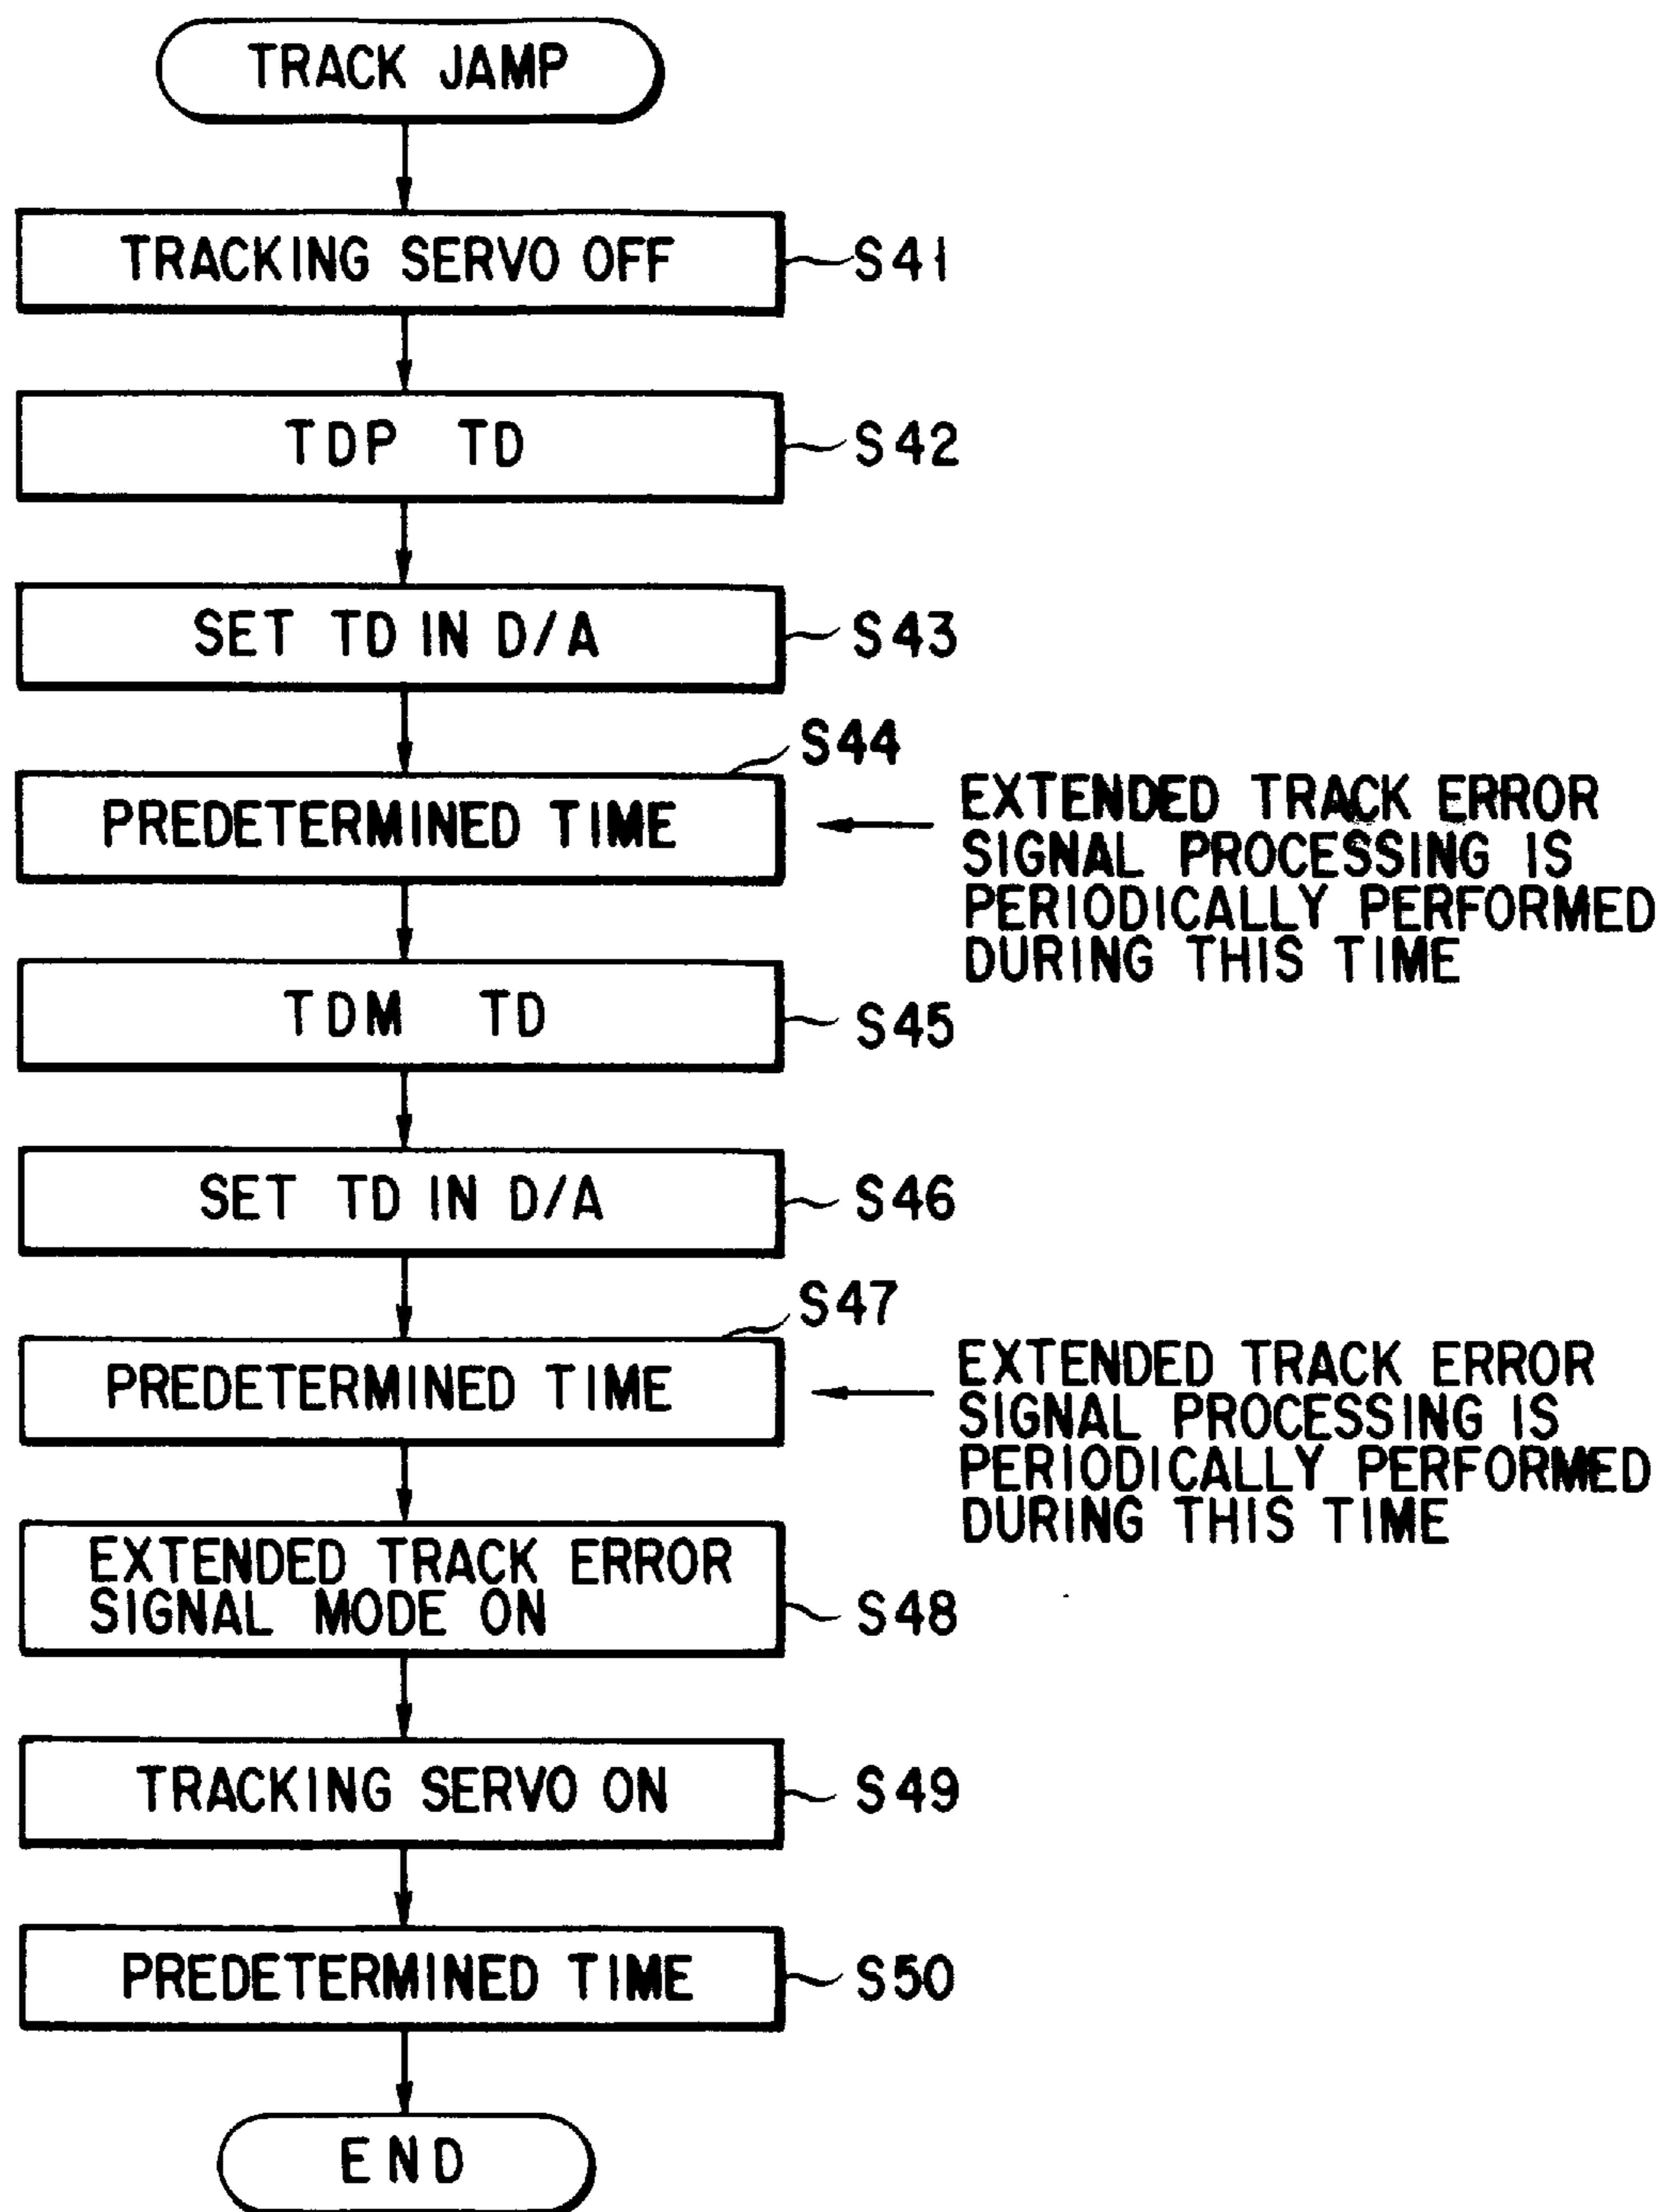 TRACK JAMP
TRACKING SERVO OFF
S41
TDP TD
S42
SET TD IN D/A
S43
S44
PREDETERMINED TIME
EXTENDED TRACK ERROR
SIGNAL PROCESSING IS
PERIODICALLY PERFORMED
DURING THIS TIME
TDM TD
S45
SET TD IN D/A
S46
S47
PREDETERMINED TIME
EXTENDED TRACK ERROR
SIGNAL PROCESSING IS
PERIODICALLY PERFORMED
DURING THIS TIME
EXTENDED TRACK ERROR
SIGNAL MODE ON
S48
TRACKING SERVO ON
S49
PREDETERMINED TIME
S50
END